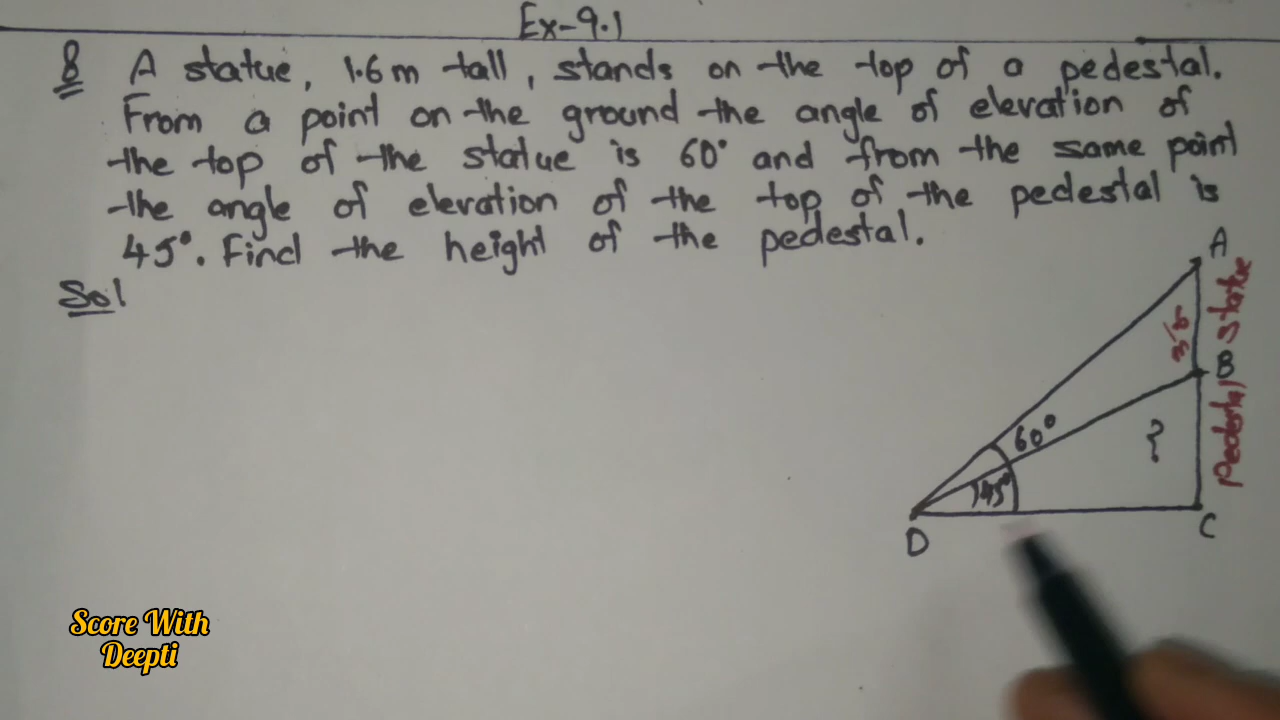 Ex-9.1
8 A statue, 1.6m tall, stands on the top of a pedestal.
From a point on the ground the angle of elevation of
the top of the statue is 60° and from the same point
the angle of elevation of the top of the pedestal is
45°. Find the height of the pedestal.
Sol
A
statue
B
60°
?
Pedestal
45°
D
C
Score With
Deepti